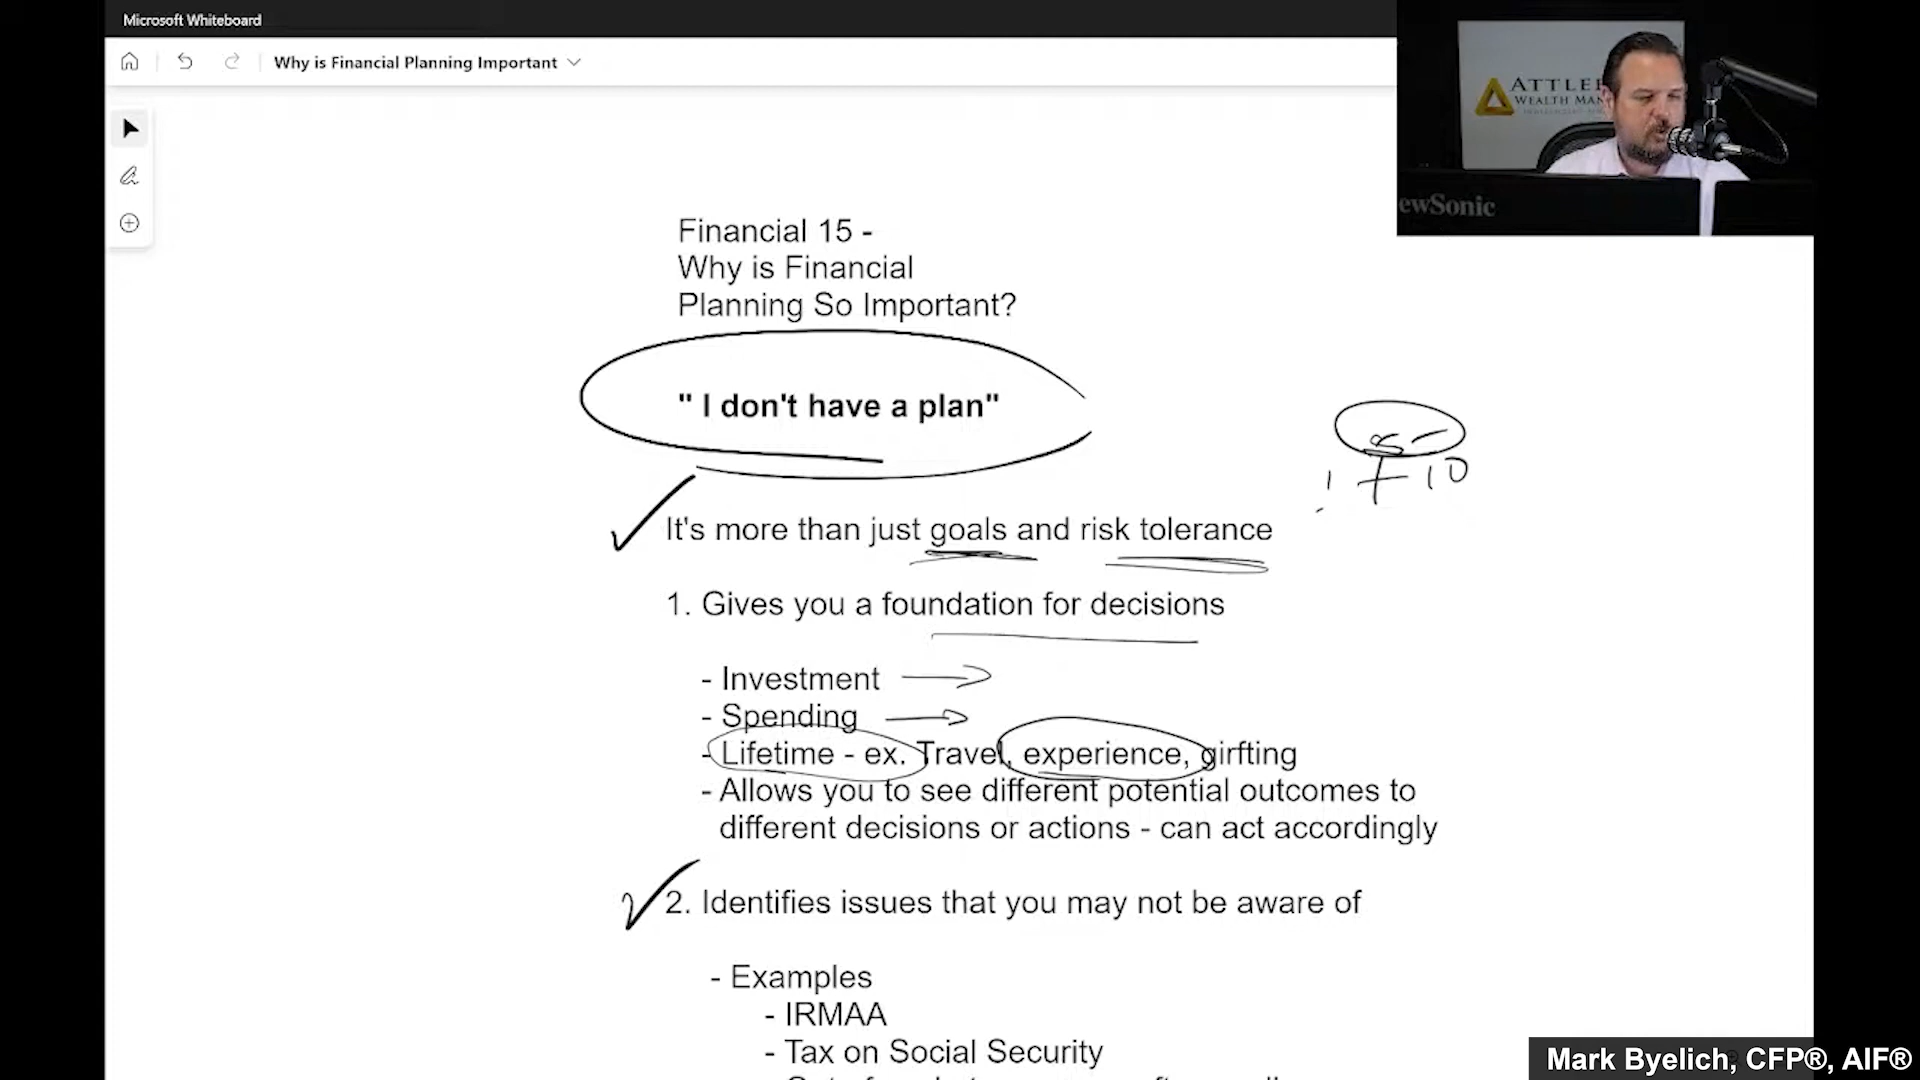 Microsoft Whiteboard
Why is Financial Planning Important
ATTLEB
WEALTH MAN
ewSonic
Financial 15 -
Why is Financial
Planning So Important?
" I don't have a plan"
10
It's more than just goals and risk tolerance
1. Gives you a foundation for decisions
- Investment
- Spending
- Lifetime - ex. Travel, experience, girfting
- Allows you to see different potential outcomes to
different decisions or actions - can act accordingly
2. Identifies issues that you may not be aware of
- Examples
- IRMAA
- Tax on Social Security
Mark Byelich, CFP®, AIF®